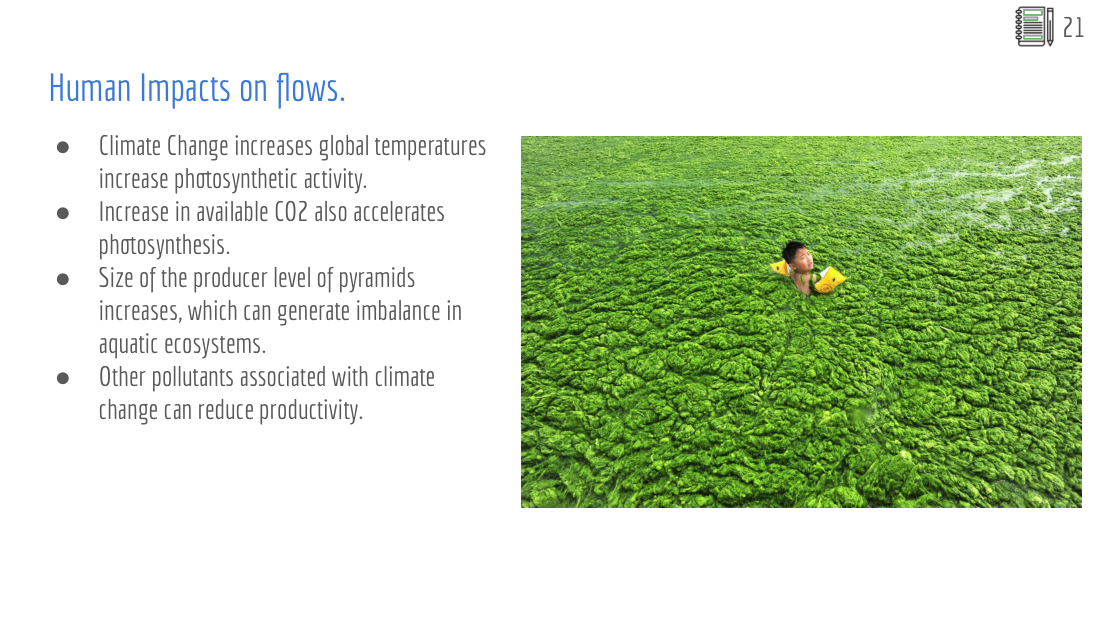 21
Human Impacts on flows.
● Climate Change increases global temperatures
increase photosynthetic activity.
● Increase in available CO2 also accelerates
photosynthesis.
● Size of the producer level of pyramids
increases, which can generate imbalance in
aquatic ecosystems.
● Other pollutants associated with climate
change can reduce productivity.